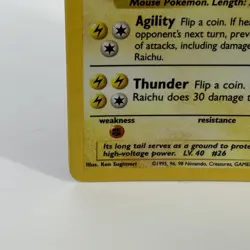 Mouse Pokémon. Length:
Agility Flip a coin. If hea
opponent's next turn, prev
of attacks, including damage
Raichu.
Thunder Flip a coin.
Raichu does 30 damage t
weakness resistance
Its long tail serves as a ground to prote
high-voltage power. LV. 40 #26
Illus. Ken Sugimori ©1995, 96, 98 Nintendo, Creatures, GAME